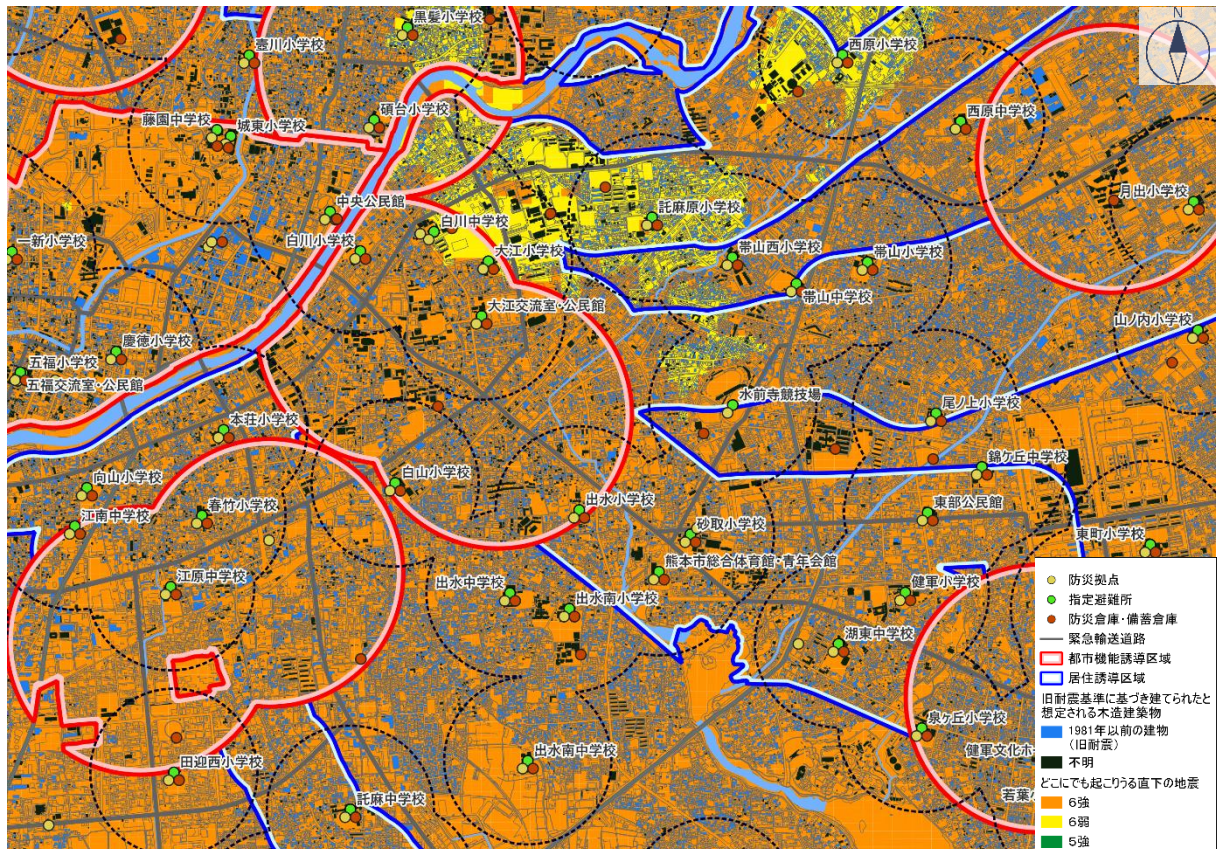 黒髪小学校
N
壺川小学校
西原小学校
碩台小学校
藤園中学校
城東小学校
西原中学校
月出小学校
中央公民館
託麻原小学校
白川中学校
一新小学校
白川小学校
大江小学校
帯山西小学校
帯山小学校
帯山中学校
大江交流室・公民館
山ノ内小学校
慶徳小学校
五福小学校
五福交流室・公民館
水前寺競技場
尾ノ上小学校
本荘小学校
錦ケ丘中学校
白山小学校
向山小学校
出水小学校
春竹小学校
東部公民館
江南中学校
砂取小学校
東町小学校
熊本市総合体育館・青年会館
江原中学校
出水中学校
健軍小学校
出水南小学校
湖東中学校
泉ヶ丘小学校
出水南中学校
健軍文化ホ
田迎西小学校
託麻中学校
若葉小
防災拠点
指定避難所
防災倉庫・備蓄倉庫
緊急輸送道路
都市機能誘導区域
居住誘導区域
旧耐震基準に基づき建てられたと
想定される木造建築物
1981年以前の建物
（旧耐震）
不明
どこにでも起こりうる直下の地震
6強
6弱
5強